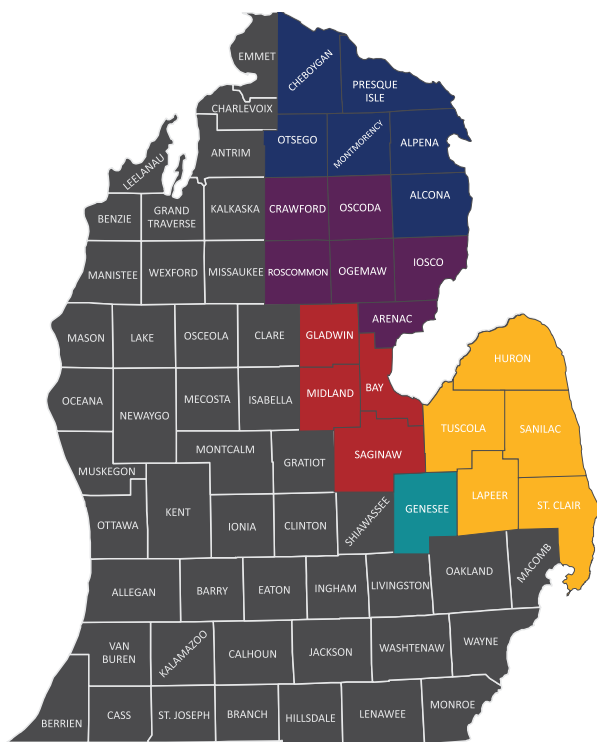 EMMET
CHEBOYGAN
PRESQUE
ISLE
CHARLEVOIX
OTSEGO
MONTMORENCY
ALPENA
ANTRIM
LEELANAU
ALCONA
KALKASKA
CRAWFORD
OSCODA
BENZIE
GRAND
TRAVERSE
MANISTEE
WEXFORD
MISSAUKEE
ROSCOMMON
OGEMAW
IOSCO
ARENAC
MASON
LAKE
OSCEOLA
CLARE
GLADWIN
HURON
BAY
OCEANA
NEWAYGO
MECOSTA
ISABELLA
MIDLAND
TUSCOLA
SANILAC
MONTCALM
GRATIOT
SAGINAW
MUSKEGON
LAPEER
ST. CLAIR
GENESEE
OTTAWA
KENT
IONIA
CLINTON
SHIAWASSEE
OAKLAND
MACOMB
ALLEGAN
BARRY
EATON
INGHAM
LIVINGSTON
VAN
BUREN
KALAMAZOO
CALHOUN
JACKSON
WASHTENAW
WAYNE
BERRIEN
CASS
ST. JOSEPH
BRANCH
HILLSDALE
LENAWEE
MONROE